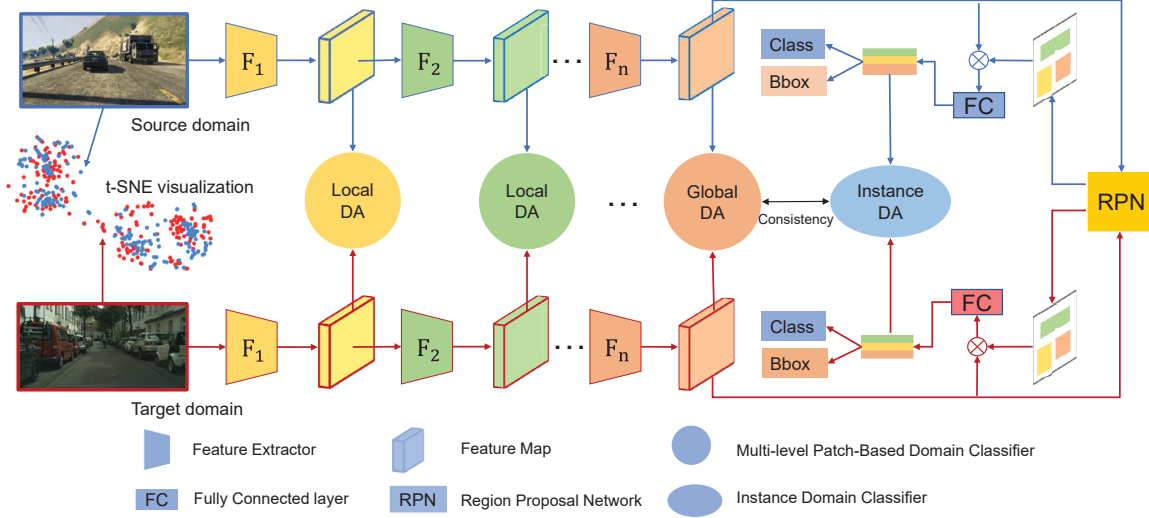 F1
F2
...
Fn
Class
Bbox
FC
Source domain
t-SNE visualization
Local
DA
Local
DA
...
Global
DA
Consistency
Instance
DA
RPN
F1
F2
...
Fn
Class
Bbox
FC
Target domain
Feature Extractor
Feature Map
Multi-level Patch-Based Domain Classifier
FC
Fully Connected layer
RPN
Region Proposal Network
Instance Domain Classifier